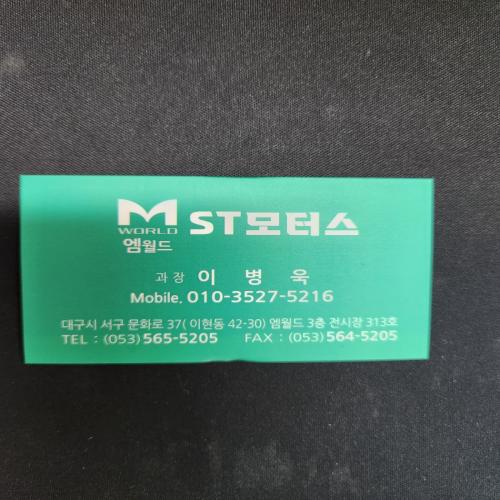 M
WORLD
엠월드
ST모터스
과장 이 병 욱
Mobile. 010-3527-5216
대구시 서구 문화로 37( 이현동 42-30) 엠월드 3층 전시장 313호
TEL : (053) 565-5205 FAX : (053) 564-5205